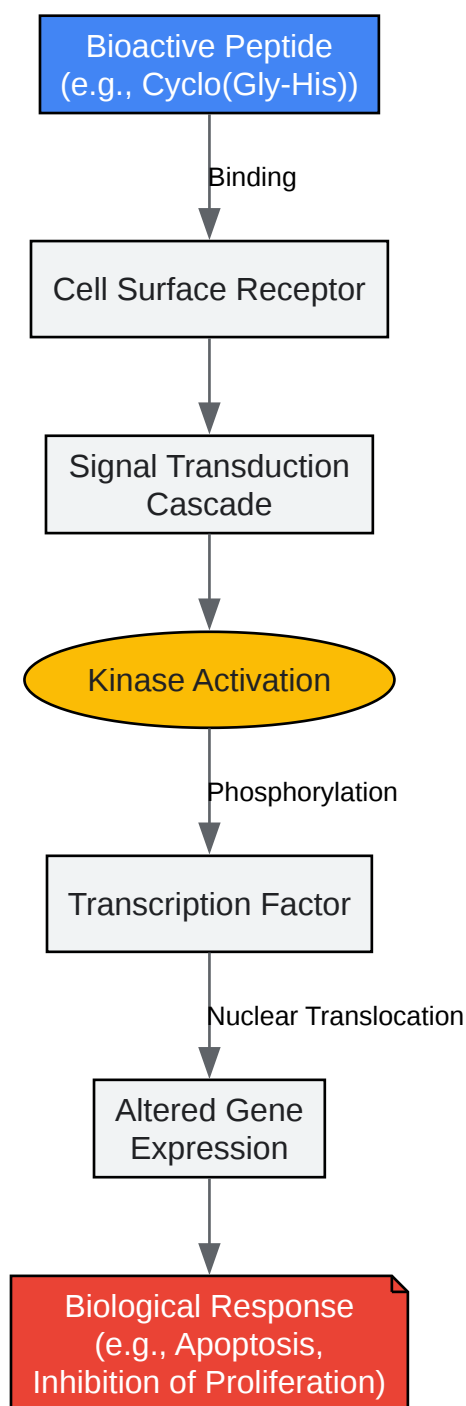 Bioactive Peptide
(e.g., Cyclo(Gly-His))
Binding
Cell Surface Receptor
Signal Transduction
Cascade
Kinase Activation
Phosphorylation
Transcription Factor
Nuclear Translocation
Altered Gene
Expression
Biological Response
(e.g., Apoptosis,
Inhibition of Proliferation)